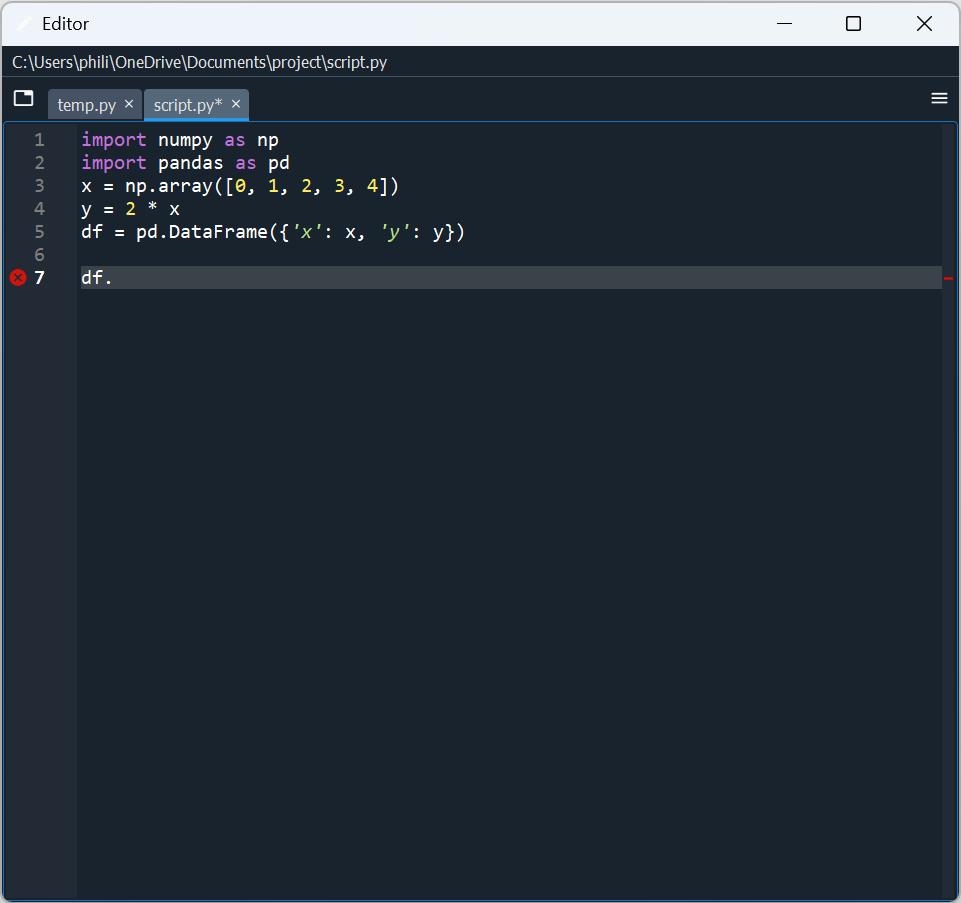 Editor
C:\Users\phili\OneDrive\Documents\project\script.py
temp.py × script.py* ×
1 import numpy as np
2 import pandas as pd
3 x = np.array([0, 1, 2, 3, 4])
4 y = 2 * x
5 df = pd.DataFrame({'x': x, 'y': y})
6
7 df.